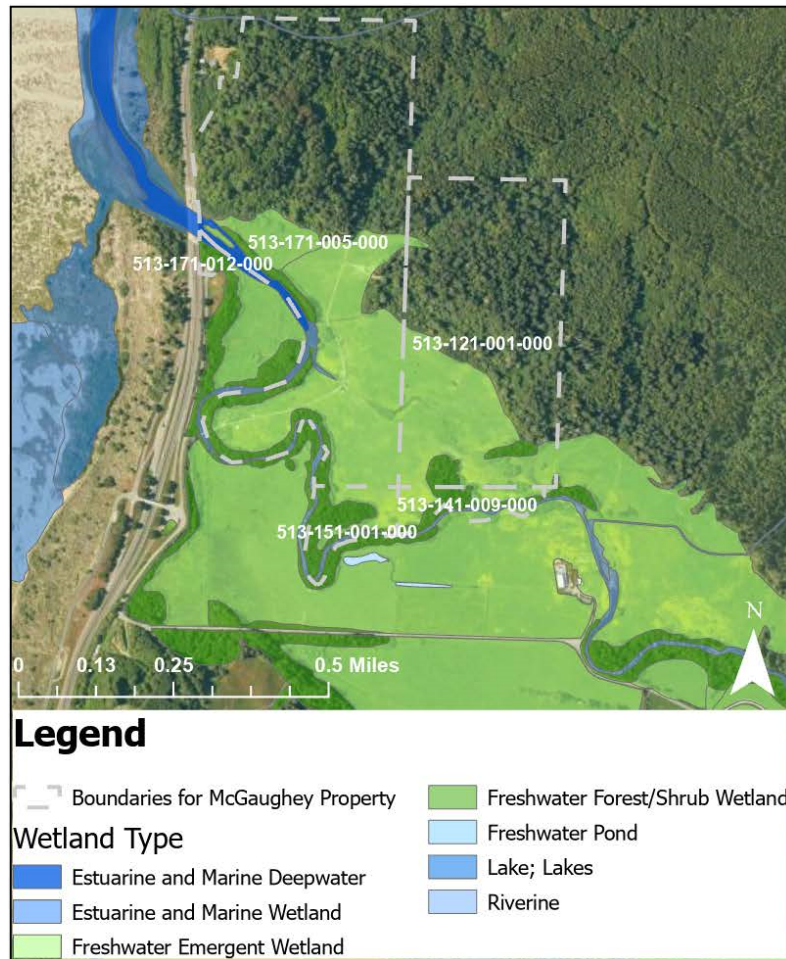 513-171-005-000
513-171-012-000
513-121-001-000
513-141-009-000
513-151-001-000
N
0 0.13 0.25 0.5 Miles
Legend
Boundaries for McGaughey Property
Wetland Type
Estuarine and Marine Deepwater
Estuarine and Marine Wetland
Freshwater Emergent Wetland
Freshwater Forest/Shrub Wetland
Freshwater Pond
Lake; Lakes
Riverine